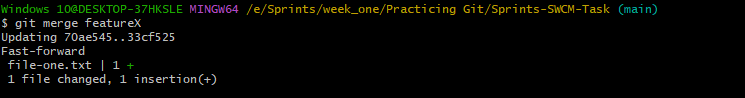 Windows 10@DESKTOP-37HKSLE MINGW64 /e/Sprints/week_one/Practicing Git/Sprints-SWCM-Task (main)
$ git merge featureX
Updating 70ae545..33cf525
Fast-forward
 file-one.txt | 1 +
 1 file changed, 1 insertion(+)